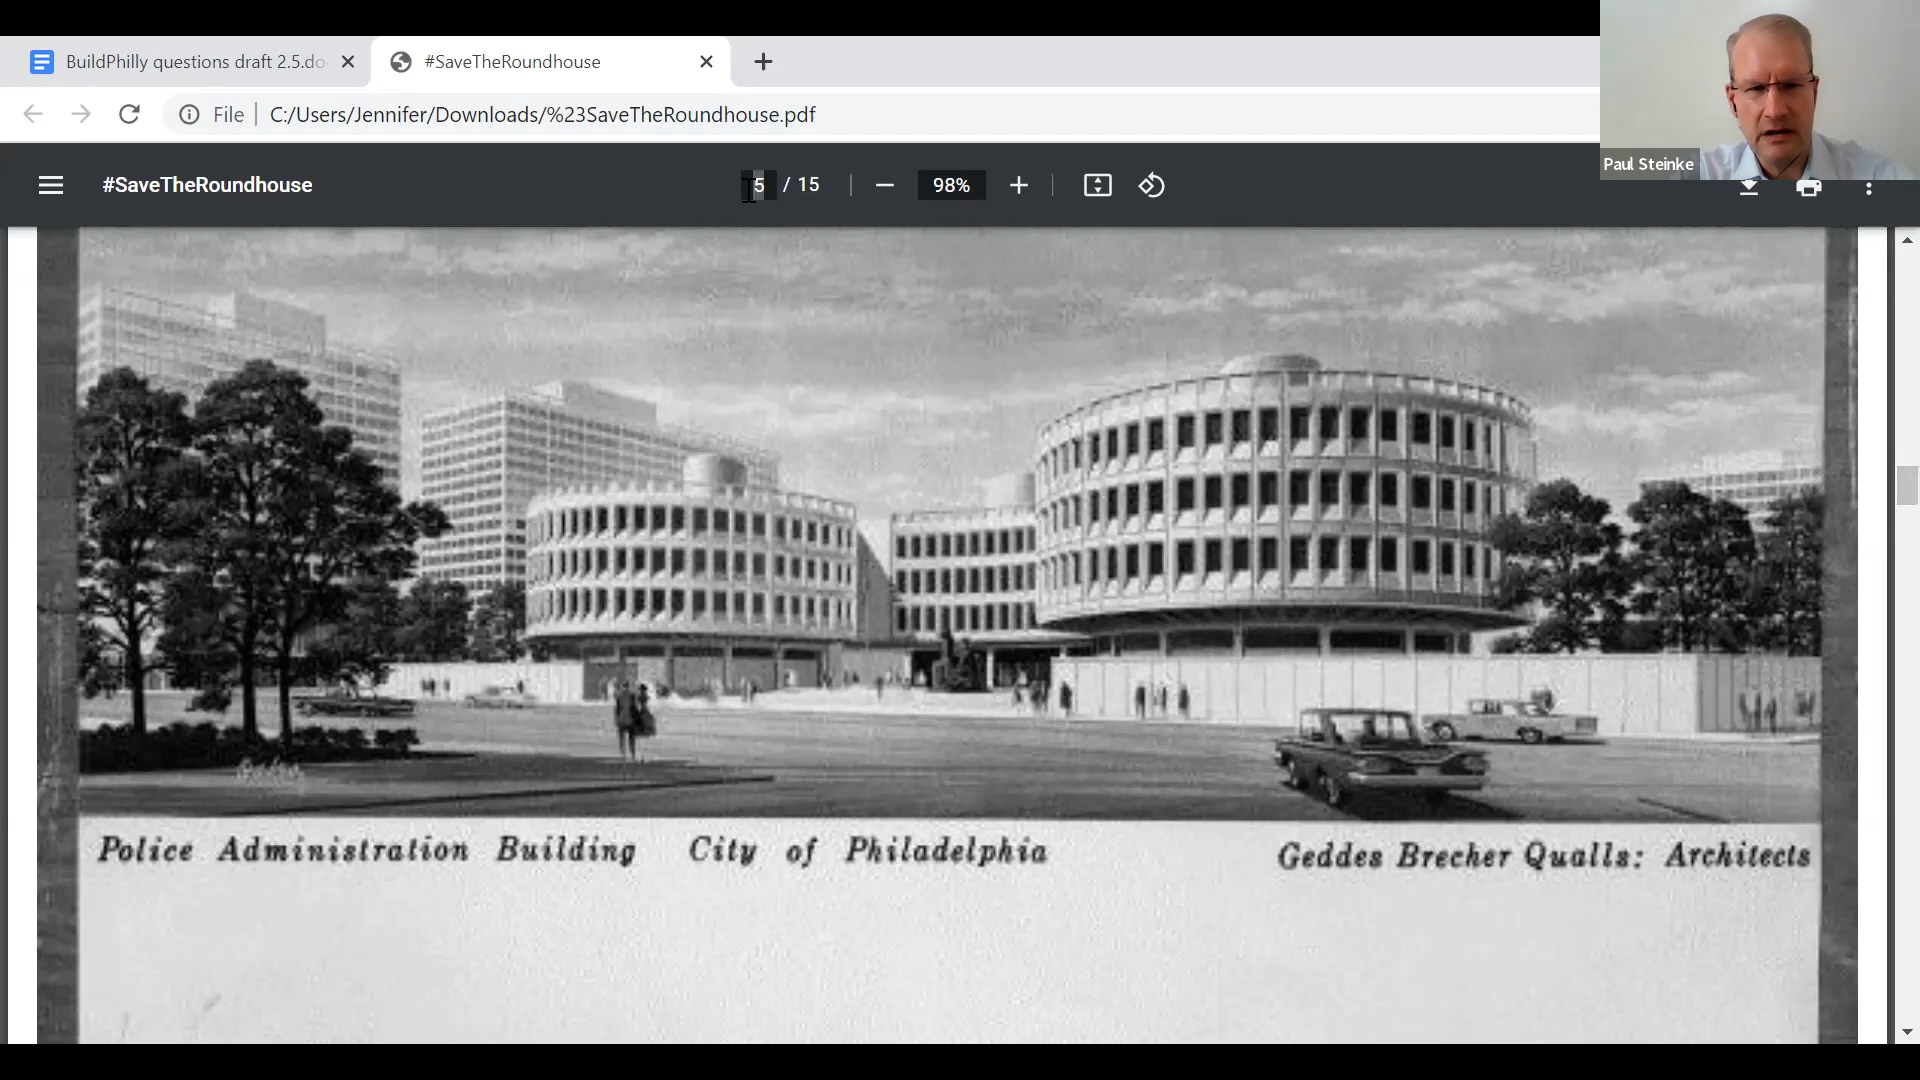 BuildPhilly questions draft 2.5.do
#SaveTheRoundhouse
File
C:/Users/Jennifer/Downloads/%23SaveTheRoundhouse.pdf
Paul Steinke
#SaveTheRoundhouse
5 / 15
98%
Police Administration Building City of Philadelphia
Geddes Brecher Qualls: Architects